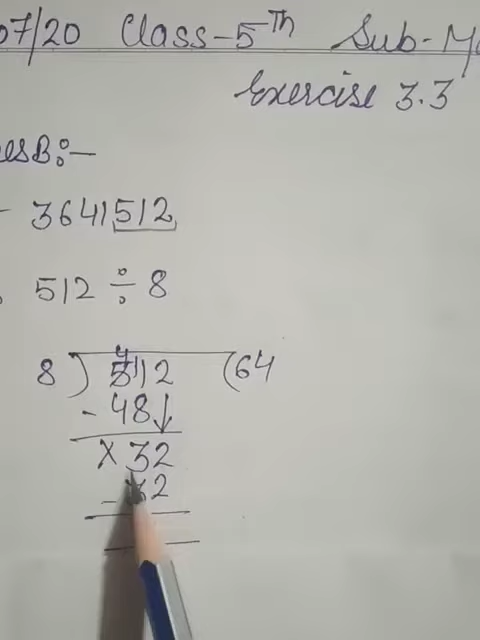 07/20 Class-5Th Sub-
Exercise 3.3
B:-
- 3641512
512 ÷ 8
8 ) 512 ( 64
- 48↓
× 32
- 32